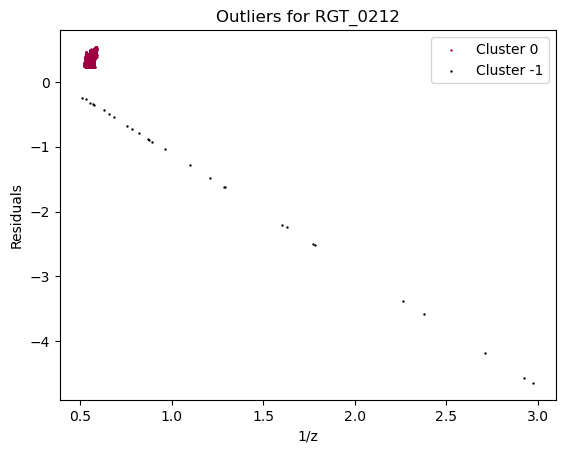 Outliers for RGT_0212
Cluster 0
Cluster -1
Residuals
0
−1
−2
−3
−4
0.5
1.0
1.5
2.0
2.5
3.0
1/z